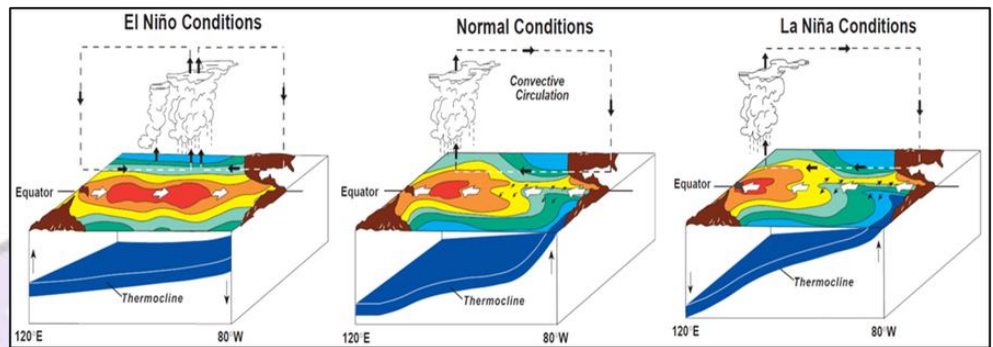 El Niño Conditions
Equator
Thermocline
120°E
80°W
Normal Conditions
Convective
Circulation
Equator
Thermocline
120°E
80°W
La Niña Conditions
Equator
Thermocline
120°E
80°W